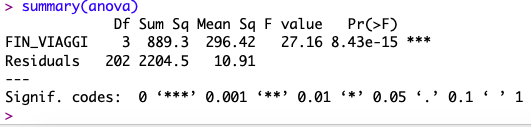 > summary(anova)
Df Sum Sq Mean Sq F value Pr(>F)
FIN_VIAGGI 3 889.3 296.42 27.16 8.43e-15 ***
Residuals 202 2204.5 10.91
---
Signif. codes: 0 ‘***’ 0.001 ‘**’ 0.01 ‘*’ 0.05 ‘.’ 0.1 ‘ ’ 1
>